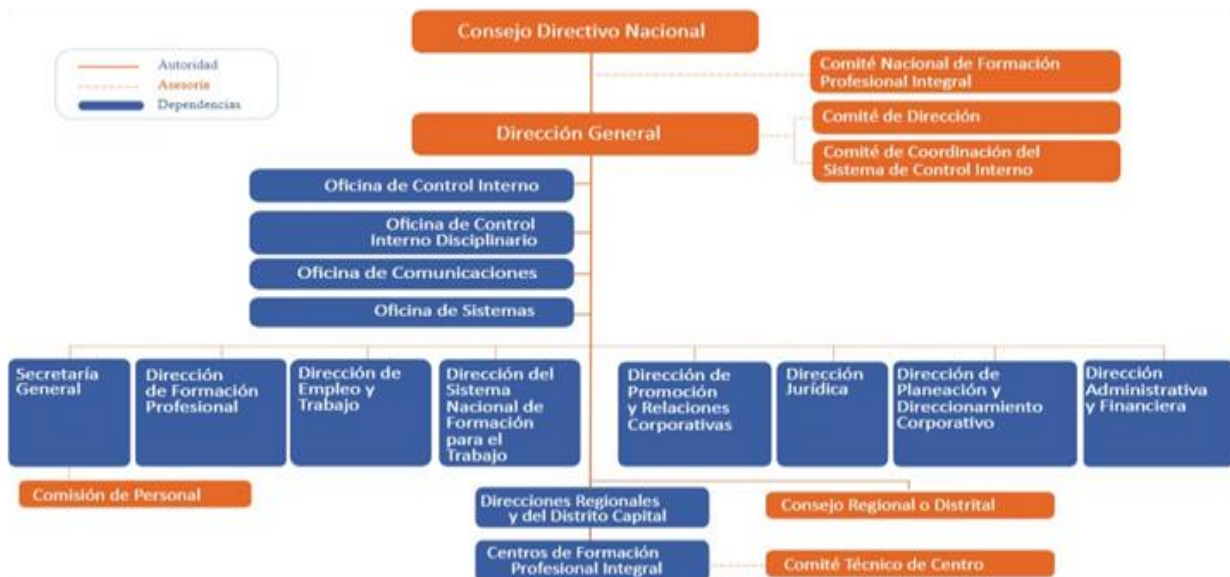 Consejo Directivo Nacional
Autoridad
Asesoría
Dependencias
Comité Nacional de Formación
Profesional Integral
Dirección General
Comité de Dirección
Comité de Coordinación del
Sistema de Control Interno
Oficina de Control Interno
Oficina de Control
Interno Disciplinario
Oficina de Comunicaciones
Oficina de Sistemas
Secretaría
General
Dirección
de Formación
Profesional
Dirección de
Empleo y
Trabajo
Dirección del
Sistema
Nacional de
Formación
para el
Trabajo
Dirección de
Promoción
y Relaciones
Corporativas
Dirección
Jurídica
Dirección de
Planeación y
Direccionamiento
Corporativo
Dirección
Administrativa
y Financiera
Comisión de Personal
Direcciones Regionales
y del Distrito Capital
Consejo Regional o Distrital
Centros de Formación
Profesional Integral
Comité Técnico de Centro